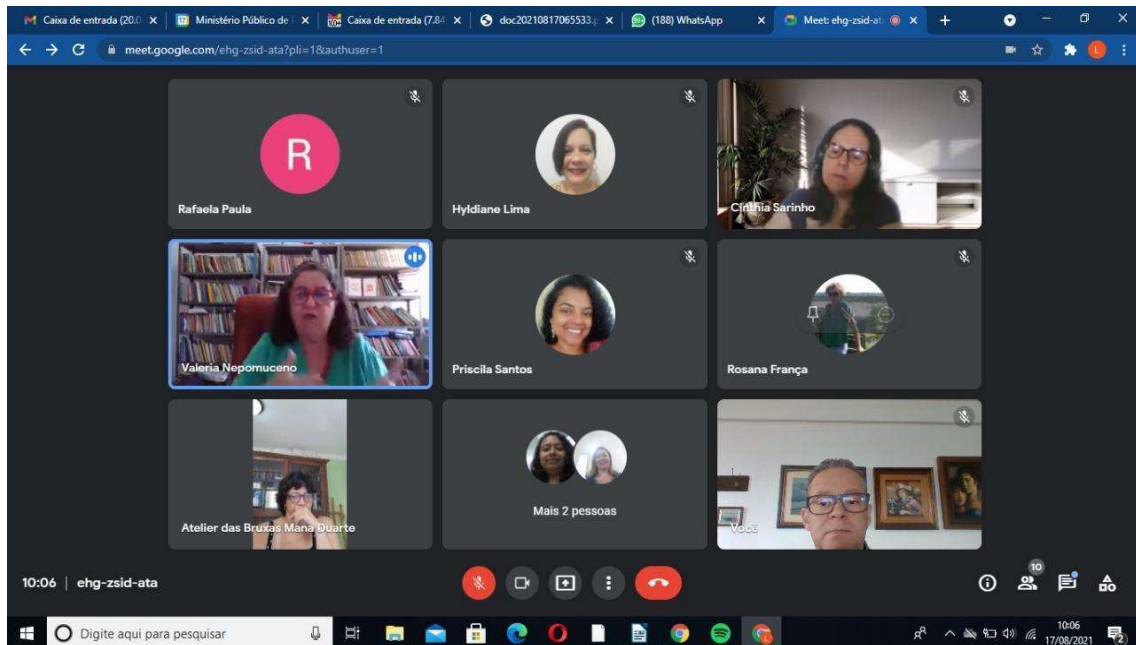 Caixa de entrada (20.0
Ministério Público de
Caixa de entrada (7.84
doc20210817065533.p
(188) WhatsApp
Meet: ehg-zsid-at
meet.google.com/ehg-zsid-ata?pli=1&authuser=1
L
R
Rafaela Paula
Hyldiane Lima
Cinthia Sarinho
Valeria Nepomuceno
Priscila Santos
Rosana França
Atelier das Bruxas Mana Duarte
Mais 2 pessoas
Você
10:06 | ehg-zsid-ata
10
Digite aqui para pesquisar
10:06
17/08/2021
2